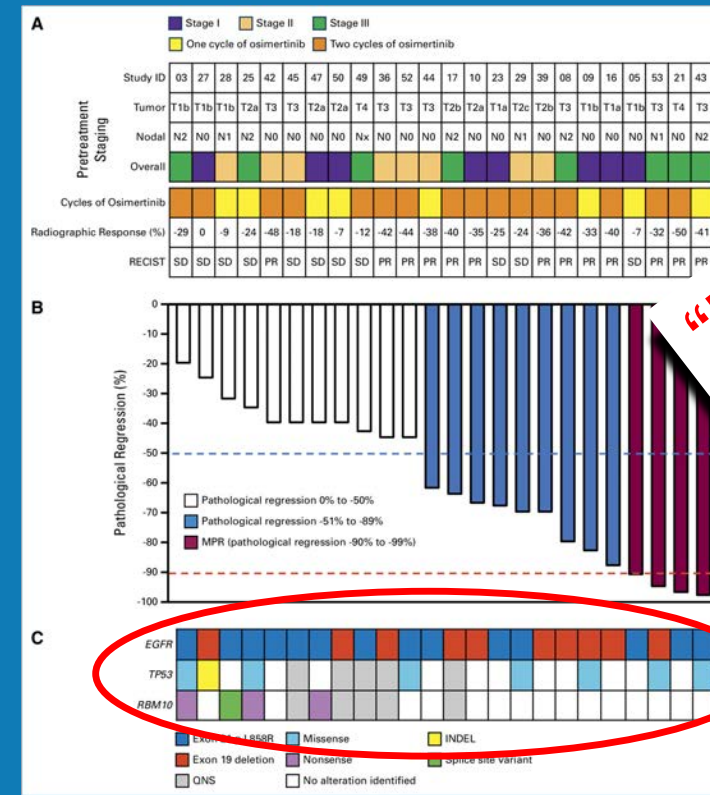 A
Stage I Stage II Stage III
One cycle of osimertinib Two cycles of osimertinib
Study ID 03 27 28 25 42 45 47 50 49 36 52 44 17 10 23 29 39 08 09 16 05 53 21 43
Pretreatment Staging
Tumor T1b T1b T1b T2a T3 T3 T2a T2a T4 T3 T3 T3 T2b T2a T1a T2c T2b T3 T1b T1a T1b T3 T4 T3
Nodal N2 N0 N1 N2 N0 N0 N0 N0 Nx N0 N0 N0 N2 N0 N0 N1 N0 N2 N0 N0 N0 N1 N0 N2
Overall
Cycles of Osimertinib
Radiographic Response (%) -29 0 -9 -24 -48 -18 -18 -7 -12 -42 -44 -38 -40 -35 -25 -24 -36 -42 -33 -40 -7 -32 -50 -41
RECIST SD SD SD SD PR SD SD SD SD PR PR PR PR PR SD SD PR PR PR PR SD PR PR PR
B
Pathological Regression (%)
0
-10
-20
-30
-40
-50
-60
-70
-80
-90
-100
Pathological regression 0% to -50%
Pathological regression -51% to -89%
MPR (pathological regression -90% to -99%)
C
EGFR
TP53
RBM10
L858R Missense INDEL
Exon 19 deletion Nonsense Splice site variant
QNS No alteration identified